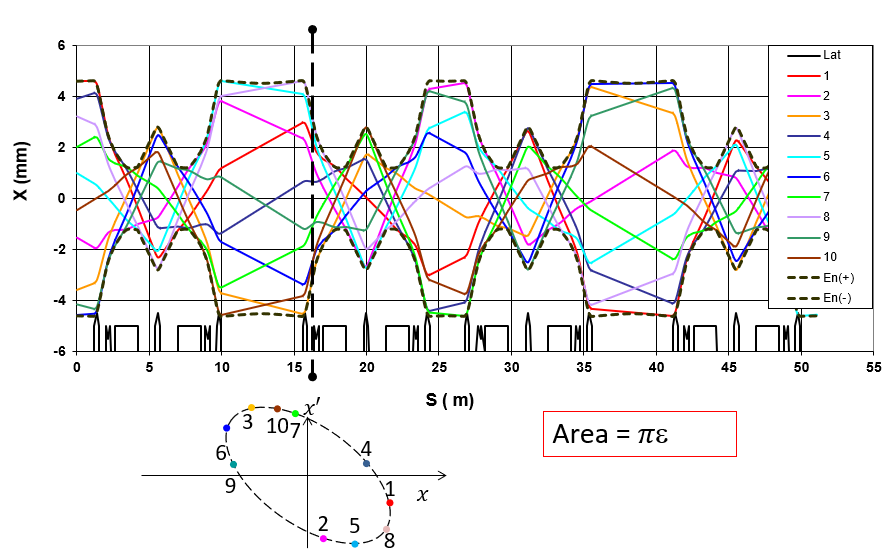 6
4
2
0
-2
-4
-6
X (mm)
0 5 10 15 20 25 30 35 40 45 50 55
S ( m)
Lat
1
2
3
4
5
6
7
8
9
10
En(+)
En(-)
x′
3 10 7
6 4
9 1
x
2 5 8
Area = πε